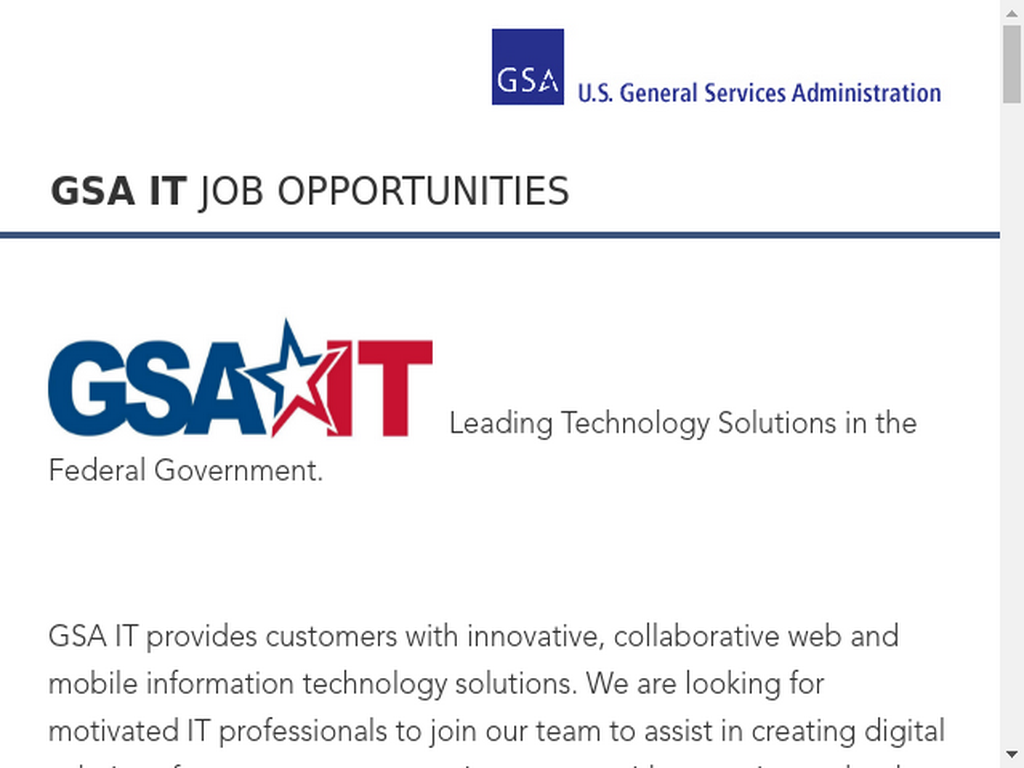 GSA
U.S. General Services Administration
GSA IT JOB OPPORTUNITIES
GSA IT
Leading Technology Solutions in the
Federal Government.
GSA IT provides customers with innovative, collaborative web and
mobile information technology solutions. We are looking for
motivated IT professionals to join our team to assist in creating digital